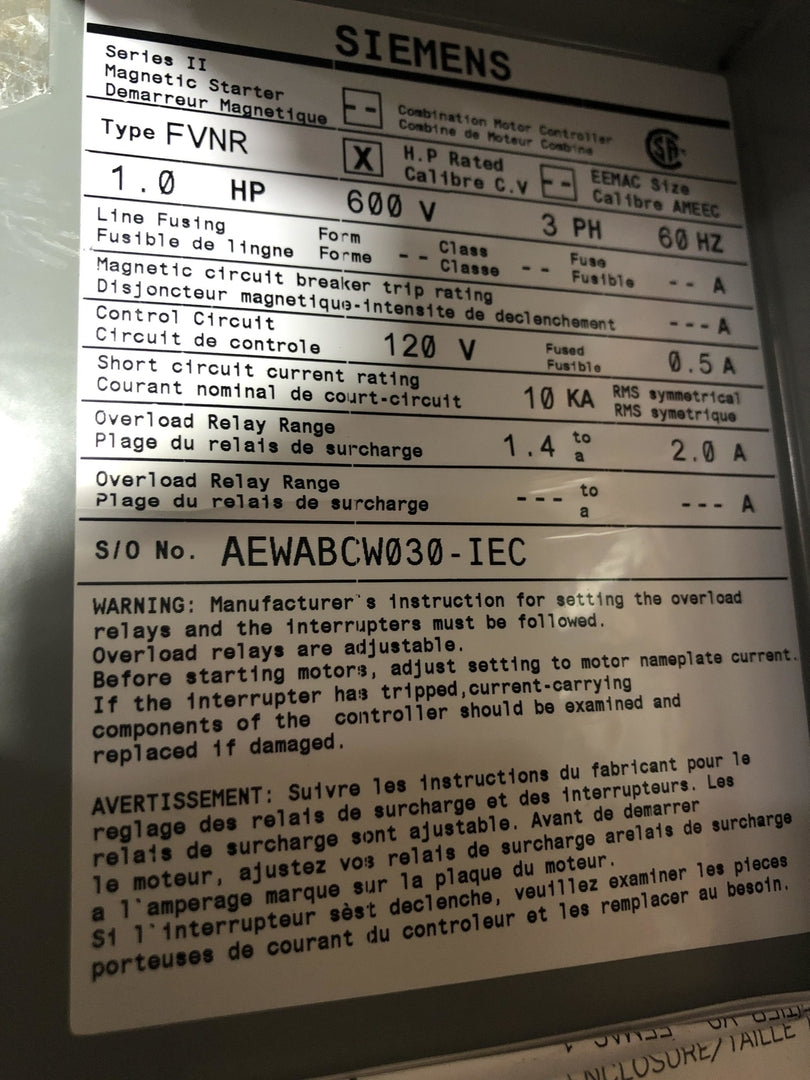 SIEMENS
Series II
Magnetic Starter
Demarreur Magnetique
-- Combination Motor Controller
Combine de Moteur Combine
Type FVNR
X H.P Rated
Calibre C.V
-- EEMAC Size
Calibre AMEEC
1.0 HP 600 V 3 PH 60 HZ
Line Fusing Form Class Fuse
Fusible de lingne Forme -- Classe -- Fusible -- A
Magnetic circuit breaker trip rating
Disjoncteur magnetique-intensite de declenchement --- A
Control Circuit Fused
Circuit de controle 120 V Fusible 0.5 A
Short circuit current rating RMS symmetrical
Courant nominal de court-circuit 10 KA RMS symetrique
Overload Relay Range to
Plage du relais de surcharge 1.4 a 2.0 A
Overload Relay Range to
Plage du relais de surcharge --- a --- A
S/O No. AEWABCW030-IEC
WARNING: Manufacturer's instruction for setting the overload
relays and the interrupters must be followed.
Overload relays are adjustable.
Before starting motors, adjust setting to motor nameplate current.
If the interrupter has tripped,current-carrying
components of the controller should be examined and
replaced if damaged.
AVERTISSEMENT: Suivre les instructions du fabricant pour le
reglage des relais de surcharge et des interrupteurs. Les
relais de surcharge sont ajustable. Avant de demarrer
le moteur, ajustez vos relais de surcharge arelais de surcharge
a l'amperage marque sur la plaque du moteur.
Si l'interrupteur sèst declenche, veuillez examiner les pieces
porteuses de courant du controleur et les remplacer au besoin.
ENCLOSURE/TAILLE